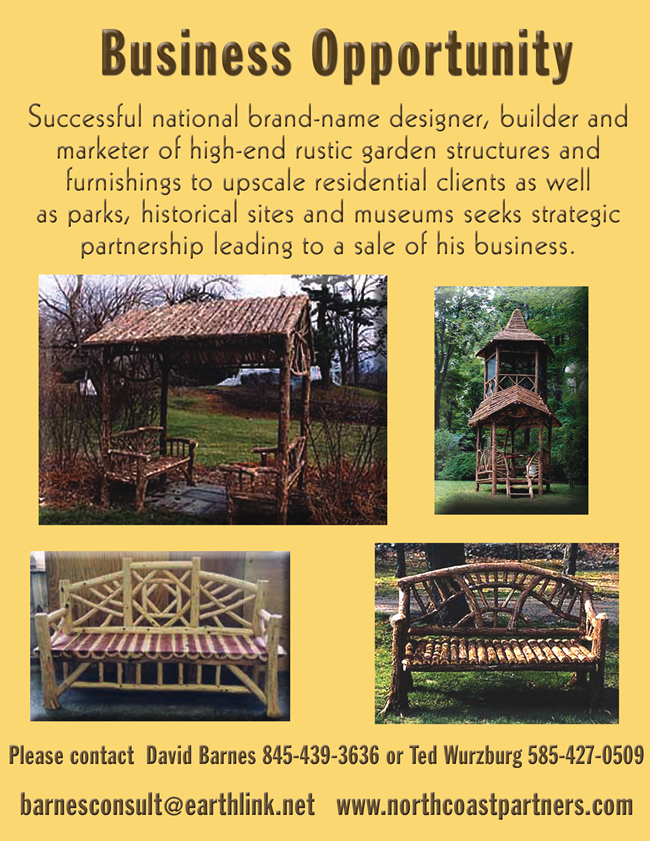 Business Opportunity
Successful national brand-name designer, builder and
marketer of high-end rustic garden structures and
furnishings to upscale residential clients as well
as parks, historical sites and museums seeks strategic
partnership leading to a sale of his business.
Please contact David Barnes 845-439-3636 or Ted Wurzburg 585-427-0509
barnesconsult@earthlink.net www.northcoastpartners.com